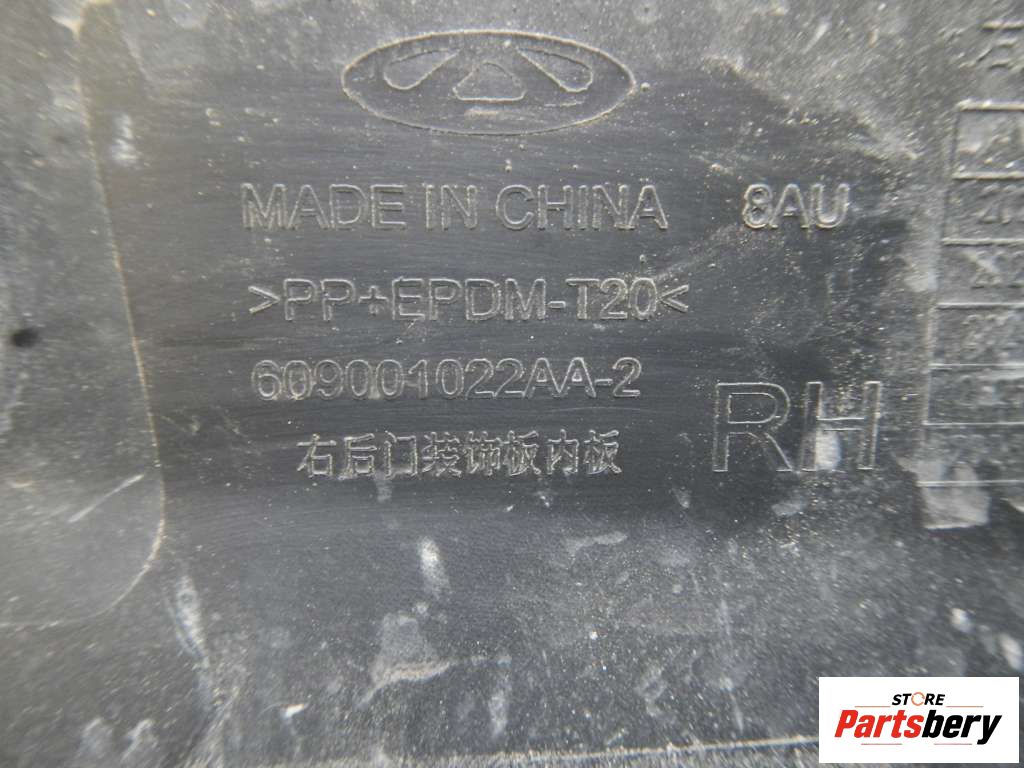 MADE IN CHINA 8AU
>PP+EPDM-T20<
609001022AA-2
RH
右后门装饰板内板
STORE
Partsbery